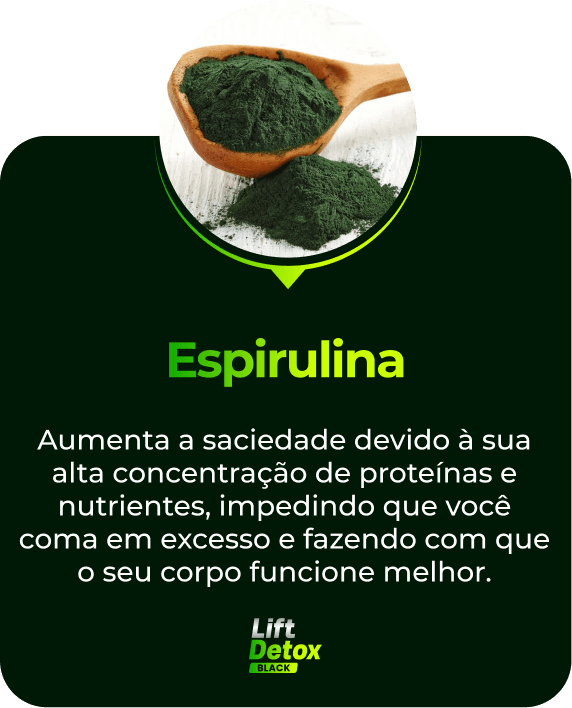 Espirulina
Aumenta a saciedade devido à sua
alta concentração de proteínas e
nutrientes, impedindo que você
coma em excesso e fazendo com que
o seu corpo funcione melhor.
Lift
Detox
BLACK